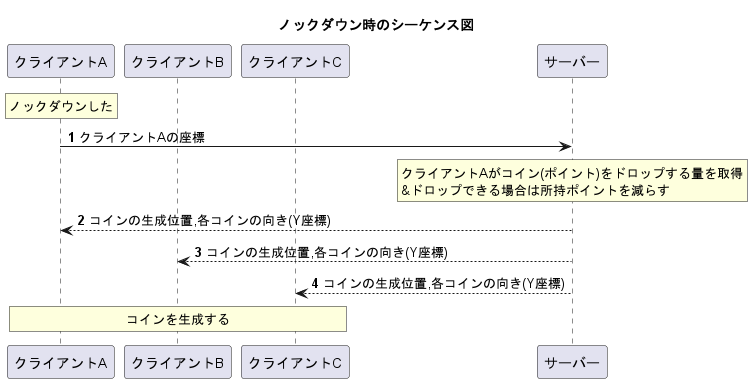 ノックダウン時のシーケンス図
クライアントA クライアントB クライアントC サーバー
ノックダウンした
1 クライアントAの座標
クライアントAがコイン(ポイント)をドロップする量を取得
&ドロップできる場合は所持ポイントを減らす
2 コインの生成位置,各コインの向き(Y座標)
3 コインの生成位置,各コインの向き(Y座標)
4 コインの生成位置,各コインの向き(Y座標)
コインを生成する
クライアントA クライアントB クライアントC サーバー